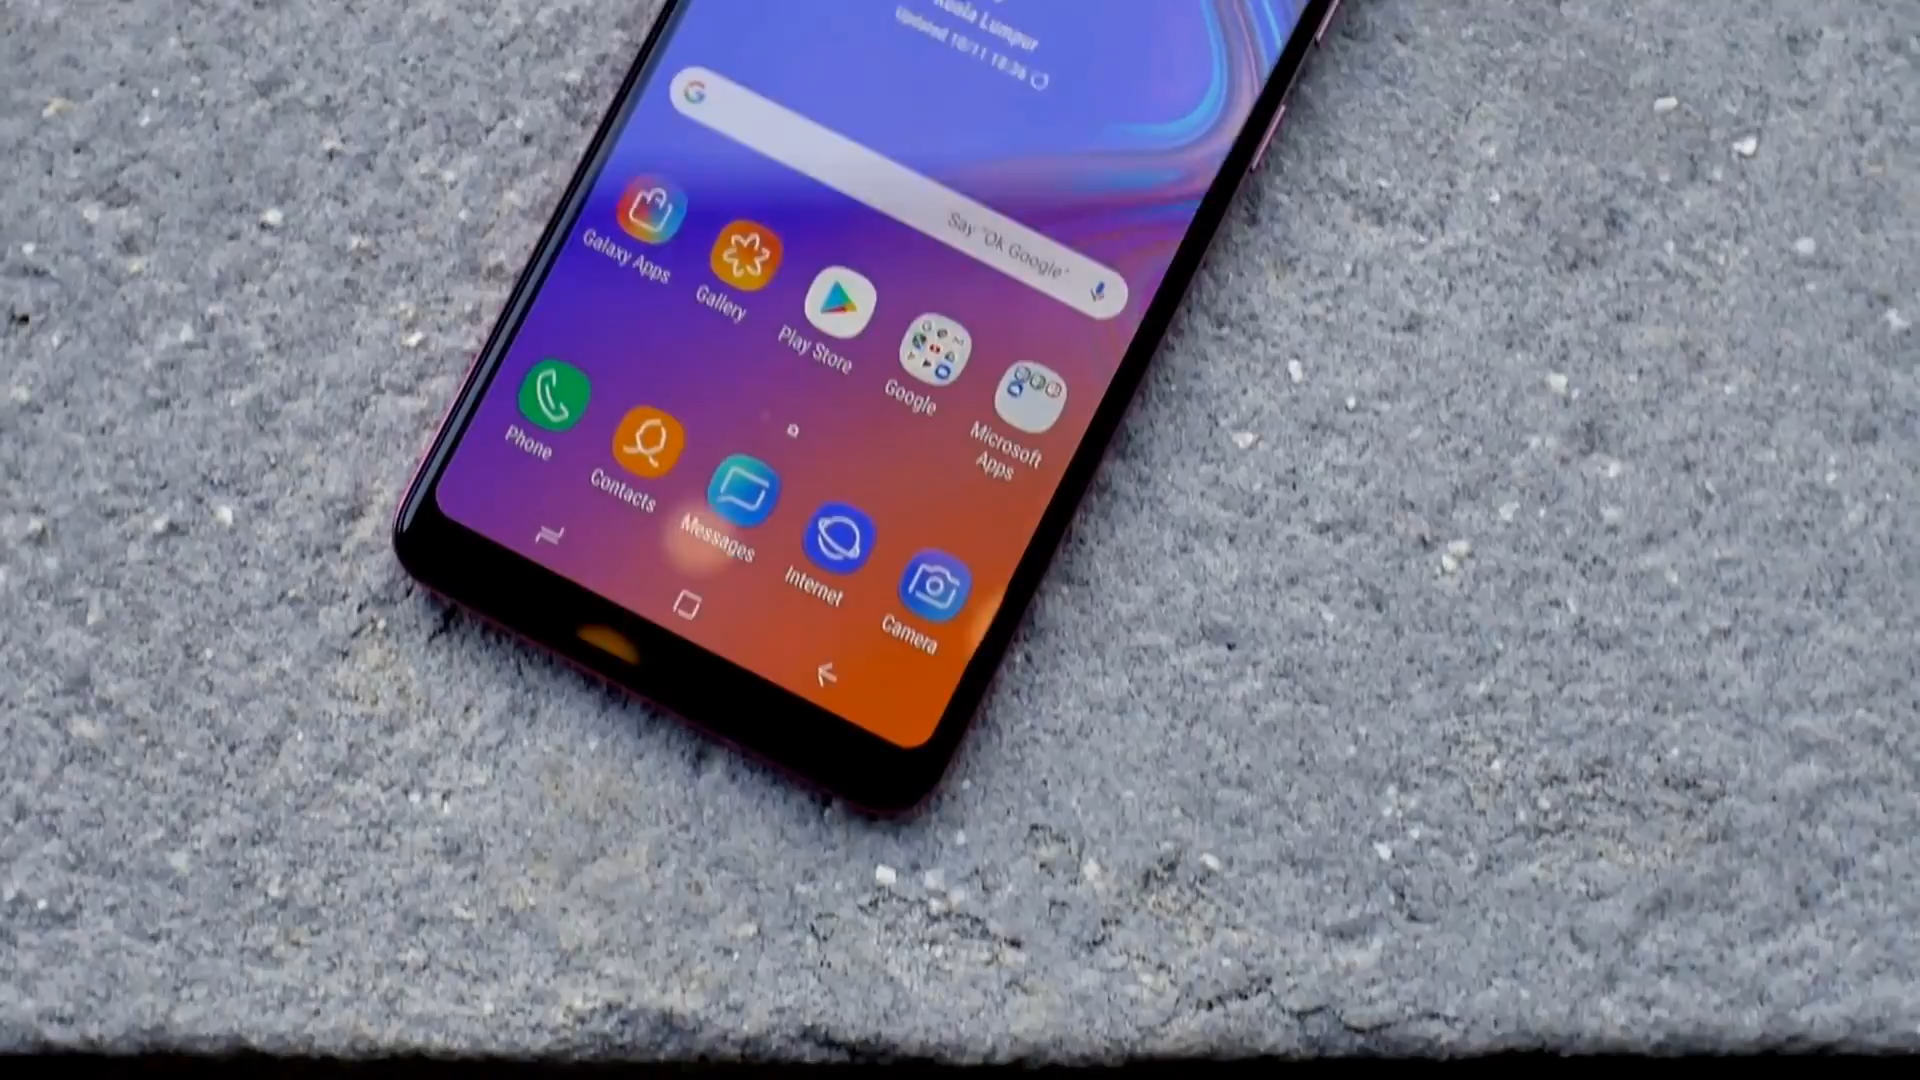 Kuala Lumpur
Updated 10/11 10:36
Say "Ok Google"
Galaxy Apps
Gallery
Play Store
Google
Microsoft
Apps
Phone
Contacts
Messages
Internet
Camera